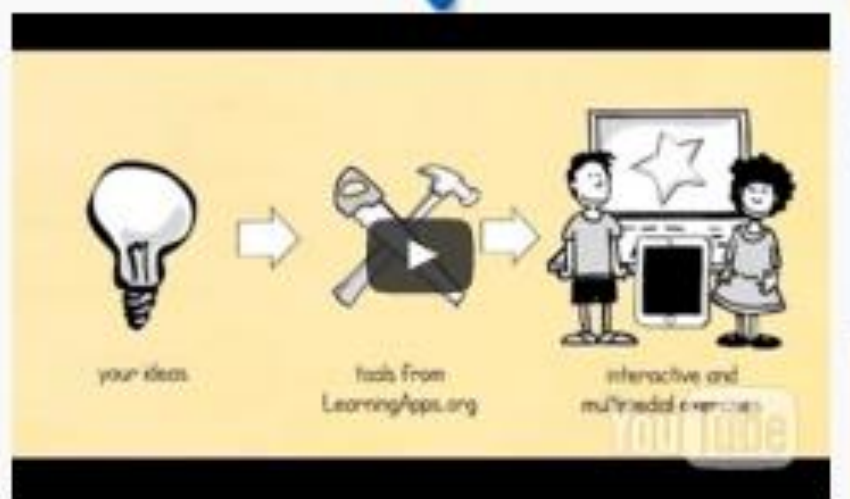 your ideas
tools from
LearningApps.org
interactive and
multimedial exercises
YouTube